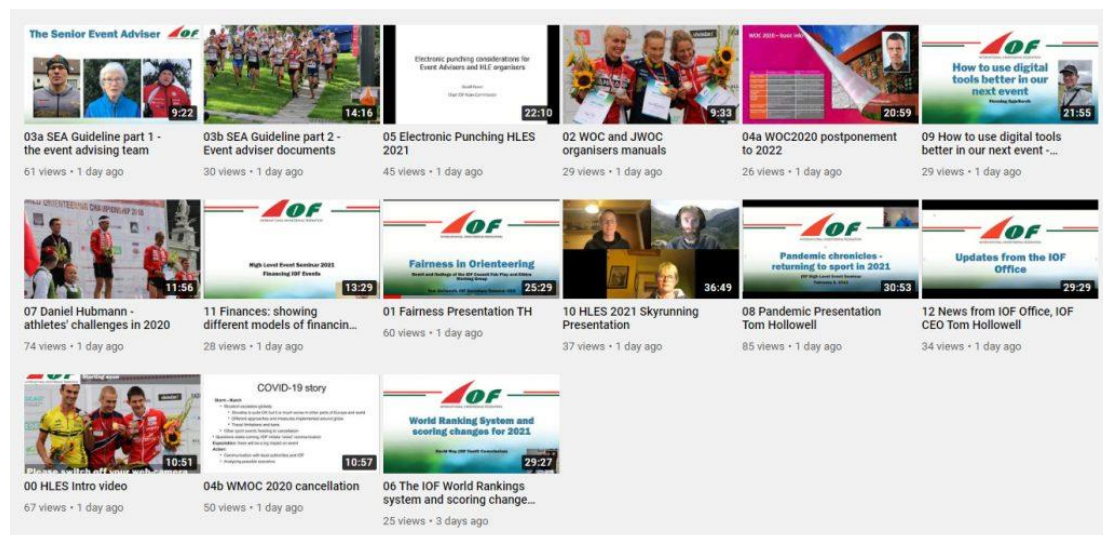 The Senior Event Adviser
IOF
9:22
14:16
Electronic punching considerations for
Event Advisors and HLE organisers
22:10
9:33
WOC 2020 – basic info
20:59
IOF
How to use digital
tools better in our
next event
21:55
03a SEA Guideline part 1 -
the event advising team
61 views • 1 day ago
03b SEA Guideline part 2 -
Event adviser documents
30 views • 1 day ago
05 Electronic Punching HLES
2021
45 views • 1 day ago
02 WOC and JWOC
organisers manuals
29 views • 1 day ago
04a WOC2020 postponement
to 2022
26 views • 1 day ago
09 How to use digital tools
better in our next event -...
29 views • 1 day ago
11:56
IOF
High Level Event Seminar 2021
Financing IOF Events
13:29
IOF
INTERNATIONAL ORIENTEERING FEDERATION
Fairness in Orienteering
25:29
36:49
IOF
Pandemic chronicles -
returning to sport in 2021
IOF High Level Event Seminar
30:53
IOF
Updates from the IOF
Office
29:29
07 Daniel Hubmann -
athletes' challenges in 2020
74 views • 1 day ago
11 Finances: showing
different models of financin...
28 views • 1 day ago
01 Fairness Presentation TH
60 views • 1 day ago
10 HLES 2021 Skyrunning
Presentation
37 views • 1 day ago
08 Pandemic Presentation
Tom Hollowell
85 views • 1 day ago
12 News from IOF Office, IOF
CEO Tom Hollowell
34 views • 1 day ago
Please switch off your web-camera
10:51
COVID-19 story
10:57
IOF
World Ranking System and
scoring changes for 2021
29:27
00 HLES Intro video
67 views • 1 day ago
04b WMOC 2020 cancellation
50 views • 1 day ago
06 The IOF World Rankings
system and scoring change...
25 views • 3 days ago